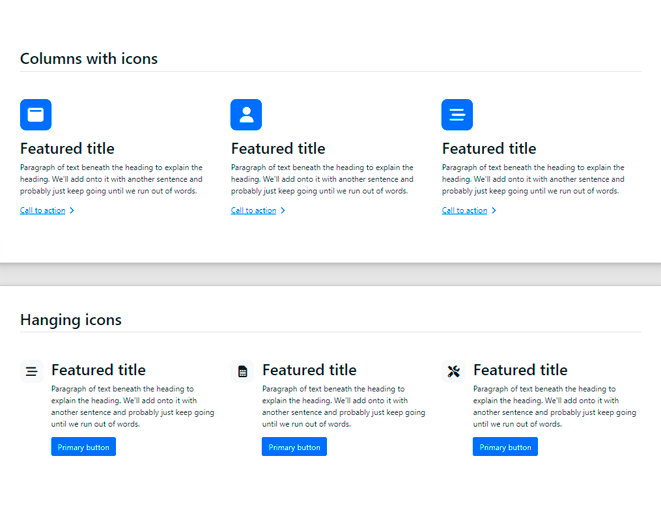 Columns with icons
Featured title
Paragraph of text beneath the heading to explain the
heading. We'll add onto it with another sentence and
probably just keep going until we run out of words.
Call to action
Featured title
Paragraph of text beneath the heading to explain the
heading. We'll add onto it with another sentence and
probably just keep going until we run out of words.
Call to action
Featured title
Paragraph of text beneath the heading to explain the
heading. We'll add onto it with another sentence and
probably just keep going until we run out of words.
Call to action
Hanging icons
Featured title
Paragraph of text beneath the heading to
explain the heading. We'll add onto it with
another sentence and probably just keep going
until we run out of words.
Primary button
Featured title
Paragraph of text beneath the heading to
explain the heading. We'll add onto it with
another sentence and probably just keep going
until we run out of words.
Primary button
Featured title
Paragraph of text beneath the heading to
explain the heading. We'll add onto it with
another sentence and probably just keep going
until we run out of words.
Primary button